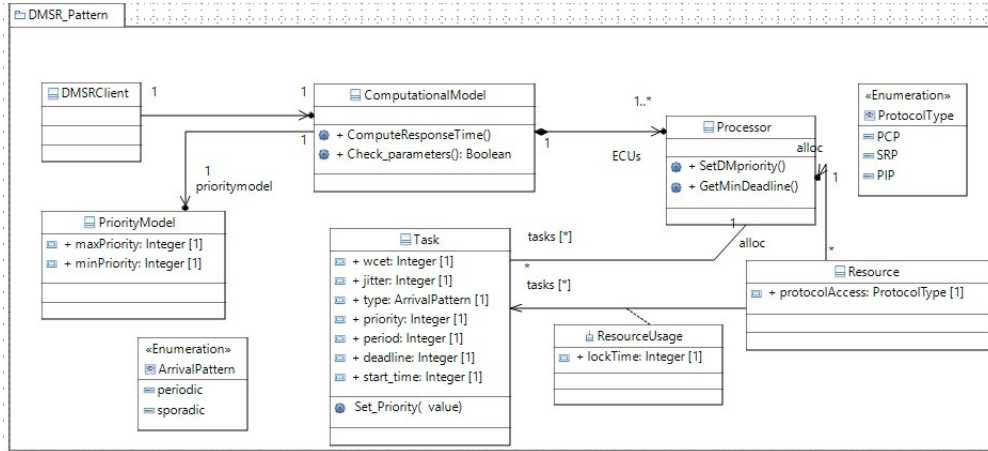 DMSR_Pattern
DMSRClient
1
1
ComputationalModel
+ ComputeResponseTime()
+ Check_parameters(): Boolean
1
1
prioritymodel
1
1..*
ECUs
Processor
alloc
+ SetDMpriority()
+ GetMinDeadline()
1
1
alloc
*
«Enumeration»
ProtocolType
PCP
SRP
PIP
PriorityModel
+ maxPriority: Integer [1]
+ minPriority: Integer [1]
Task
+ wcet: Integer [1]
+ jitter: Integer [1]
+ type: ArrivalPattern [1]
+ priority: Integer [1]
+ period: Integer [1]
+ deadline: Integer [1]
+ start_time: Integer [1]
Set_Priority( value)
tasks [*]
*
tasks [*]
Resource
+ protocolAccess: ProtocolType [1]
ResourceUsage
+ lockTime: Integer [1]
«Enumeration»
ArrivalPattern
periodic
sporadic